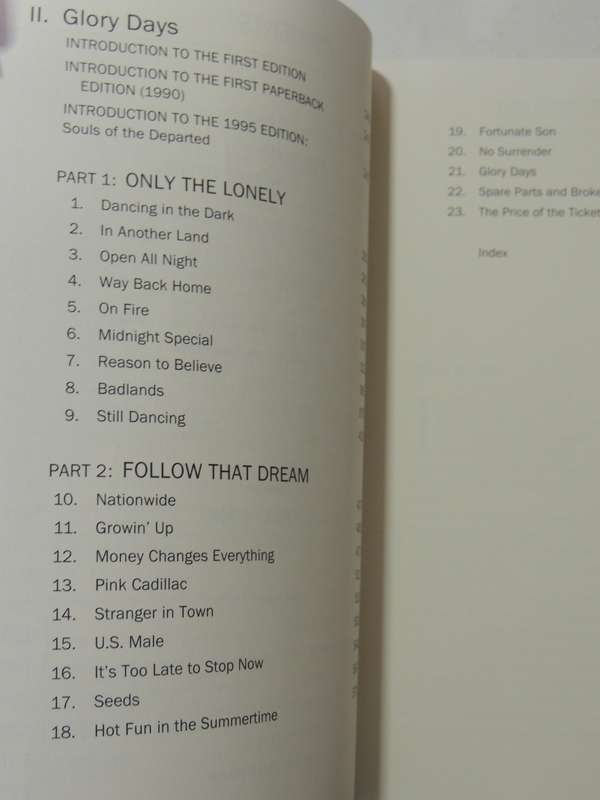 II. Glory Days
INTRODUCTION TO THE FIRST EDITION
INTRODUCTION TO THE FIRST PAPERBACK
EDITION (1990)
INTRODUCTION TO THE 1995 EDITION:
Souls of the Departed
PART 1: ONLY THE LONELY
1. Dancing in the Dark
2. In Another Land
3. Open All Night
4. Way Back Home
5. On Fire
6. Midnight Special
7. Reason to Believe
8. Badlands
9. Still Dancing
PART 2: FOLLOW THAT DREAM
10. Nationwide
11. Growin' Up
12. Money Changes Everything
13. Pink Cadillac
14. Stranger in Town
15. U.S. Male
16. It's Too Late to Stop Now
17. Seeds
18. Hot Fun in the Summertime
19. Fortunate Son
20. No Surrender
21. Glory Days
22. Spare Parts and Broke
23. The Price of the Ticket
Index